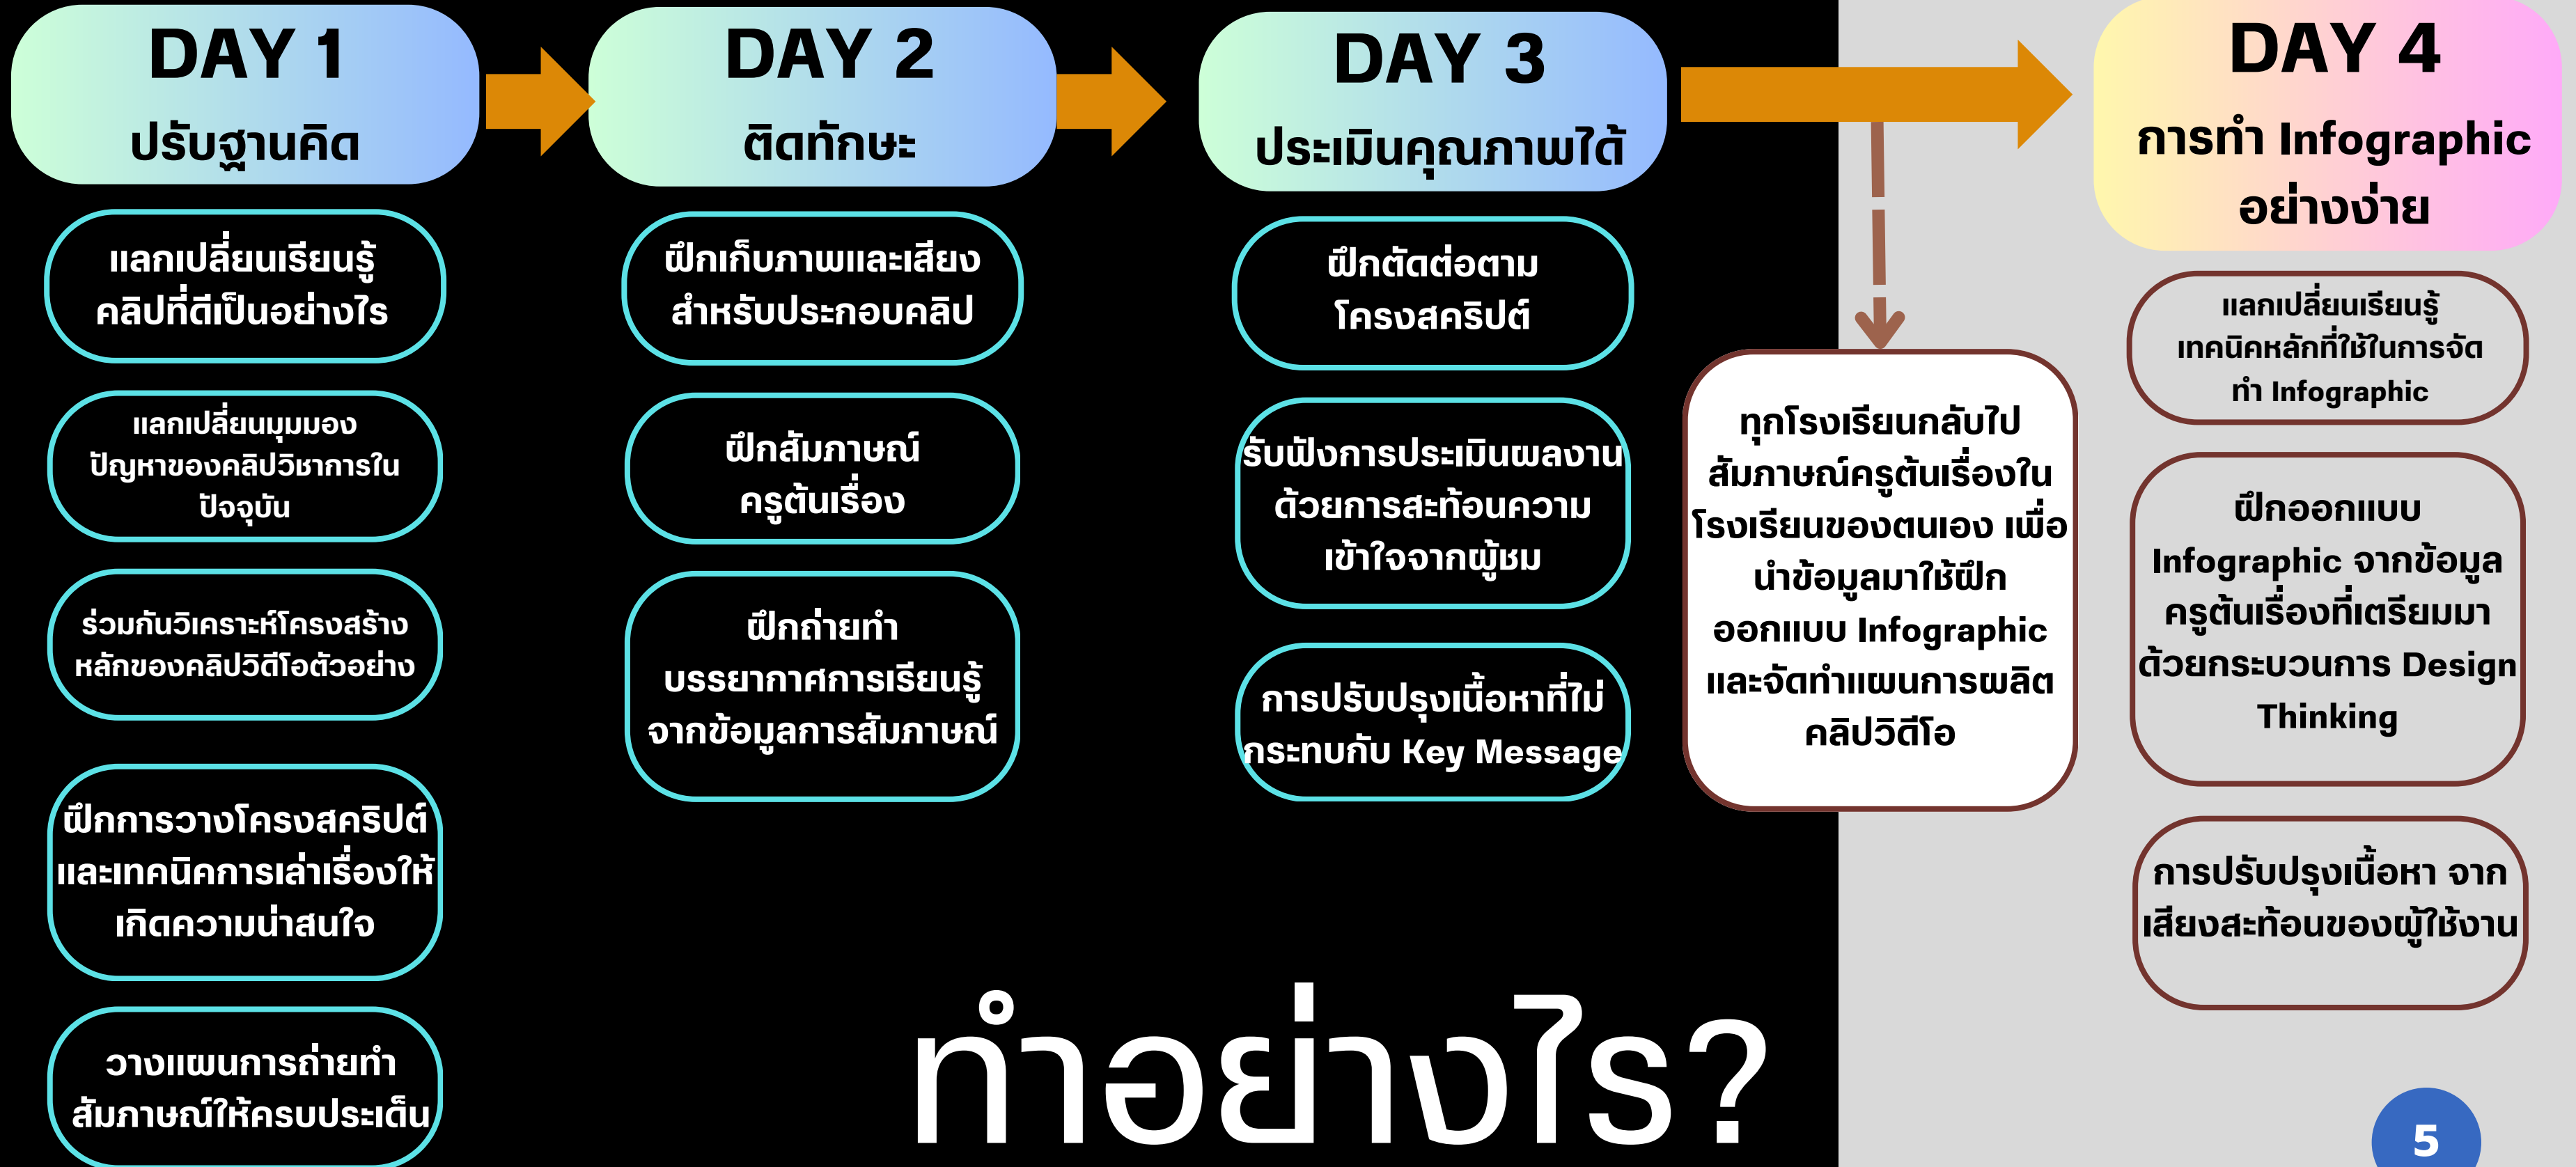 DAY 1
ปรับฐานคิด
แลกเปลี่ยนเรียนรู้
คลิปที่ดีเป็นอย่างไร
แลกเปลี่ยนมุมมอง
ปัญหาของคลิปวิชาการใน
ปัจจุบัน
ร่วมกันวิเคราะห์โครงสร้าง
หลักของคลิปวิดีโอตัวอย่าง
ฝึกการวางโครงสคริปต์
และเทคนิคการเล่าเรื่องให้
เกิดความน่าสนใจ
วางแผนการถ่ายทำ
สัมภาษณ์ให้ครบประเด็น
DAY 2
ติดทักษะ
ฝึกเก็บภาพและเสียง
สำหรับประกอบคลิป
ฝึกสัมภาษณ์
ครูต้นเรื่อง
ฝึกถ่ายทำ
บรรยากาศการเรียนรู้
จากข้อมูลการสัมภาษณ์
DAY 3
ประเมินคุณภาพได้
ฝึกตัดต่อตาม
โครงสคริปต์
รับฟังการประเมินผลงาน
ด้วยการสะท้อนความ
เข้าใจจากผู้ชม
การปรับปรุงเนื้อหาที่ไม่
กระทบกับ Key Message
ทุกโรงเรียนกลับไป
สัมภาษณ์ครูต้นเรื่องใน
โรงเรียนของตนเอง เพื่อ
นำข้อมูลมาใช้ฝึก
ออกแบบ Infographic
และจัดทำแผนการผลิต
คลิปวิดีโอ
DAY 4
การทำ Infographic
อย่างง่าย
แลกเปลี่ยนเรียนรู้
เทคนิคหลักที่ใช้ในการจัด
ทำ Infographic
ฝึกออกแบบ
Infographic จากข้อมูล
ครูต้นเรื่องที่เตรียมมา
ด้วยกระบวนการ Design
Thinking
การปรับปรุงเนื้อหา จาก
เสียงสะท้อนของผู้ใช้งาน
ทำอย่างไร?
5